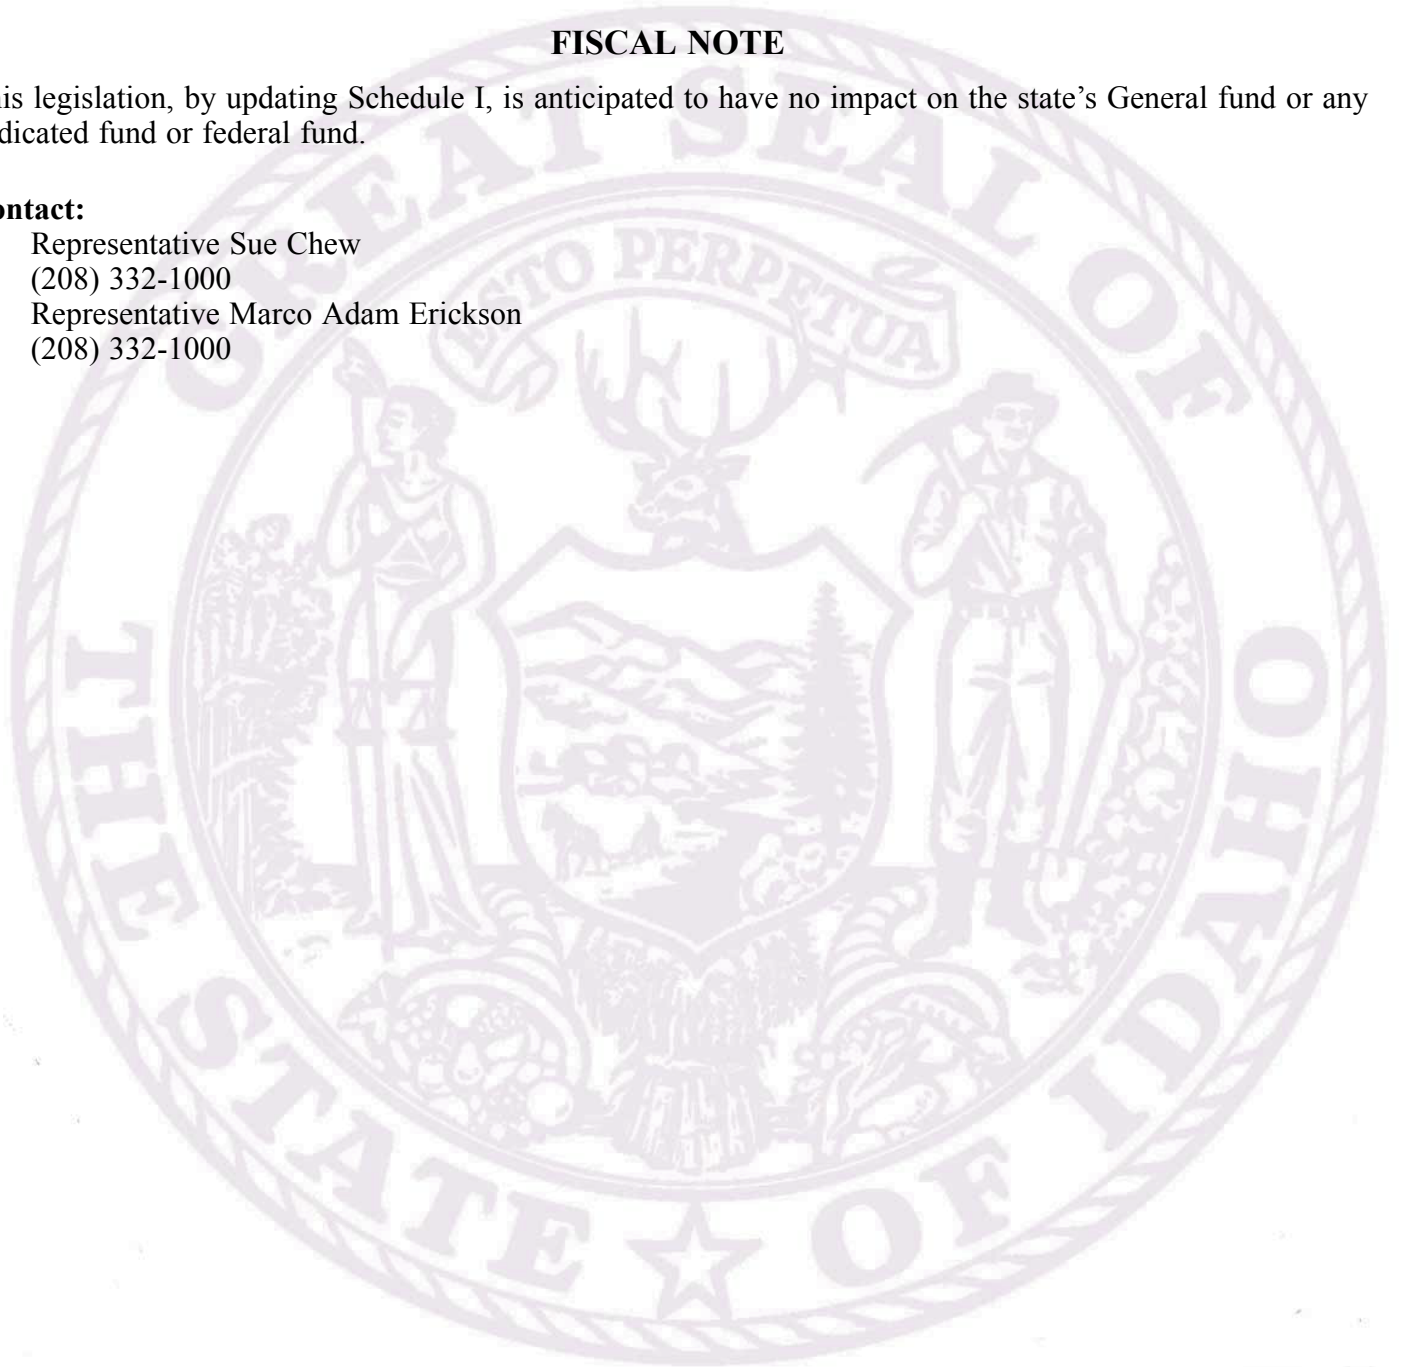 FISCAL NOTE
his legislation, by updating Schedule I, is anticipated to have no impact on the state’s General fund or any
dicated fund or federal fund.
ontact:
Representative Sue Chew
(208) 332-1000
Representative Marco Adam Erickson
(208) 332-1000
GREAT SEAL OF
ESTO PERPETUA
THE STATE OF IDAHO